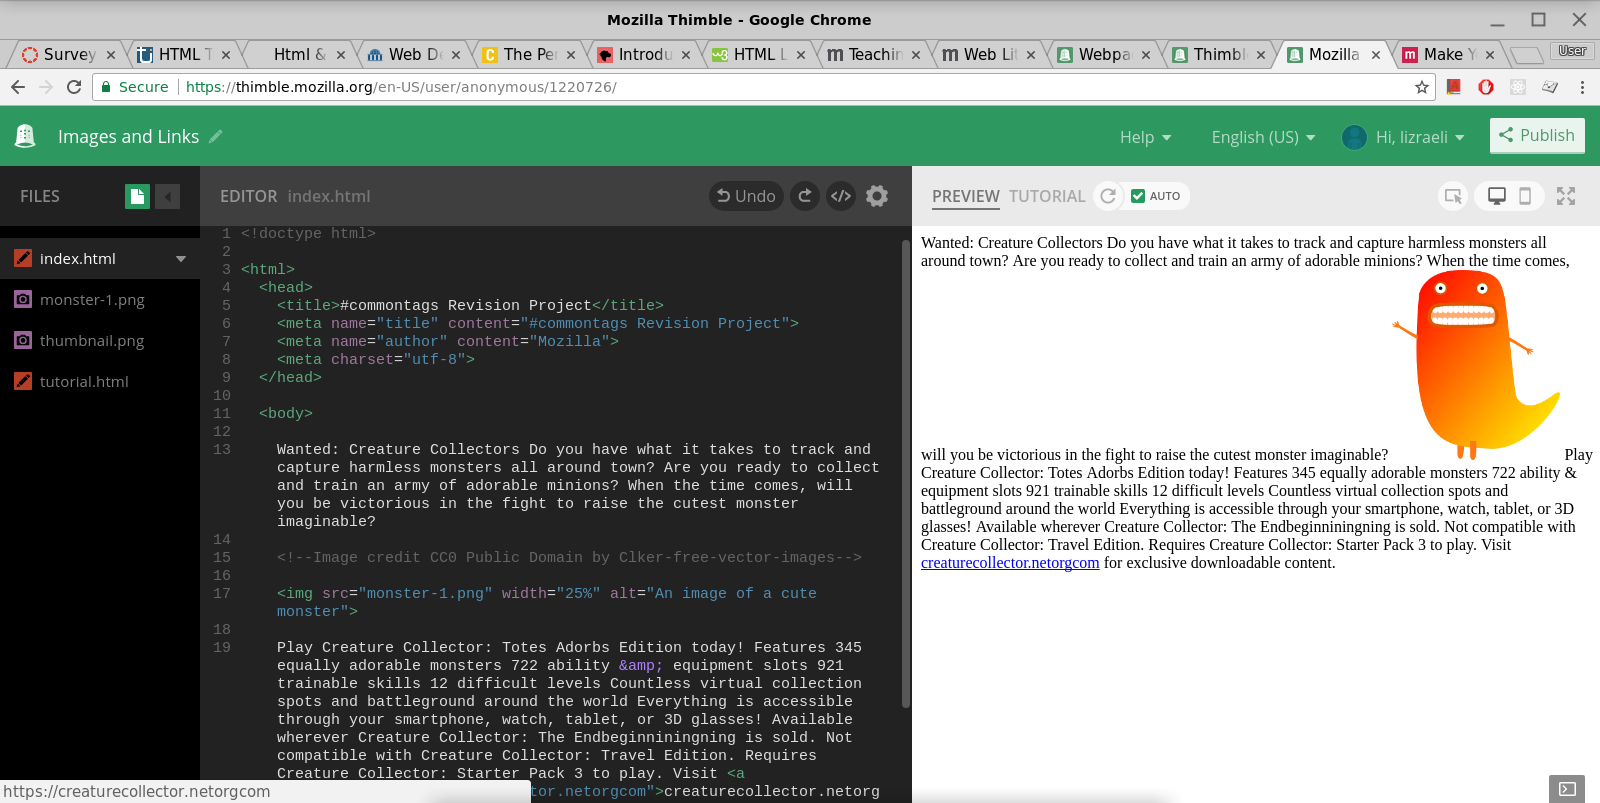 Mozilla Thimble - Google Chrome
Survey HTML T Html & Web De The Per Introdu HTML L Teachin Web Lit Webpa Thimbl Mozilla Make Y User
Secure https://thimble.mozilla.org/en-US/user/anonymous/1220726/
Images and Links Help English (US) Hi, lizraeli Publish
FILES EDITOR index.html Undo </> PREVIEW TUTORIAL AUTO
index.html
monster-1.png
thumbnail.png
tutorial.html
1 <!doctype html>
2
3 <html>
4 <head>
5 <title>#commontags Revision Project</title>
6 <meta name="title" content="#commontags Revision Project">
7 <meta name="author" content="Mozilla">
8 <meta charset="utf-8">
9 </head>
10
11 <body>
12
13 Wanted: Creature Collectors Do you have what it takes to track and
capture harmless monsters all around town? Are you ready to collect
and train an army of adorable minions? When the time comes, will
you be victorious in the fight to raise the cutest monster
imaginable?
14
15 <!--Image credit CC0 Public Domain by Clker-free-vector-images-->
16
17 <img src="monster-1.png" width="25%" alt="An image of a cute
monster">
18
19 Play Creature Collector: Totes Adorbs Edition today! Features 345
equally adorable monsters 722 ability &amp; equipment slots 921
trainable skills 12 difficult levels Countless virtual collection
spots and battleground around the world Everything is accessible
through your smartphone, watch, tablet, or 3D glasses! Available
wherever Creature Collector: The Endbeginniningning is sold. Not
compatible with Creature Collector: Travel Edition. Requires
Creature Collector: Starter Pack 3 to play. Visit <a
tor.netorgcom">creaturecollector.netorg
https://creaturecollector.netorgcom
Wanted: Creature Collectors Do you have what it takes to track and capture harmless monsters all
around town? Are you ready to collect and train an army of adorable minions? When the time comes,
will you be victorious in the fight to raise the cutest monster imaginable? Play
Creature Collector: Totes Adorbs Edition today! Features 345 equally adorable monsters 722 ability &
equipment slots 921 trainable skills 12 difficult levels Countless virtual collection spots and
battleground around the world Everything is accessible through your smartphone, watch, tablet, or 3D
glasses! Available wherever Creature Collector: The Endbeginniningning is sold. Not compatible with
Creature Collector: Travel Edition. Requires Creature Collector: Starter Pack 3 to play. Visit
creaturecollector.netorgcom for exclusive downloadable content.